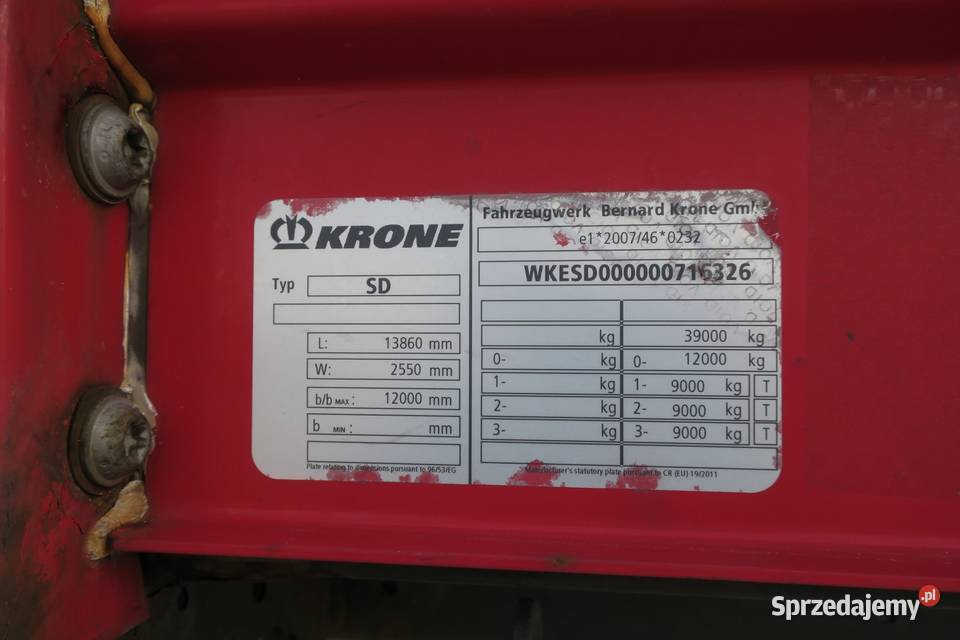 KRONE
Typ SD
L: 13860 mm
W: 2550 mm
b/b MAX : 12000 mm
b MIN : mm
Plate relating to dimensions pursuant to 96/53/EG
Fahrzeugwerk Bernard Krone
e1*2007/46*0232
WKESD000000716326
kg 39000 kg
0- kg 0- 12000 kg
1- kg 1- 9000 kg T
2- kg 2- 9000 kg T
3- kg 3- 9000 kg T
Manufacturer's statutory plate pursuant to CR (EU) 19/2011
Sprzedajemy.pl